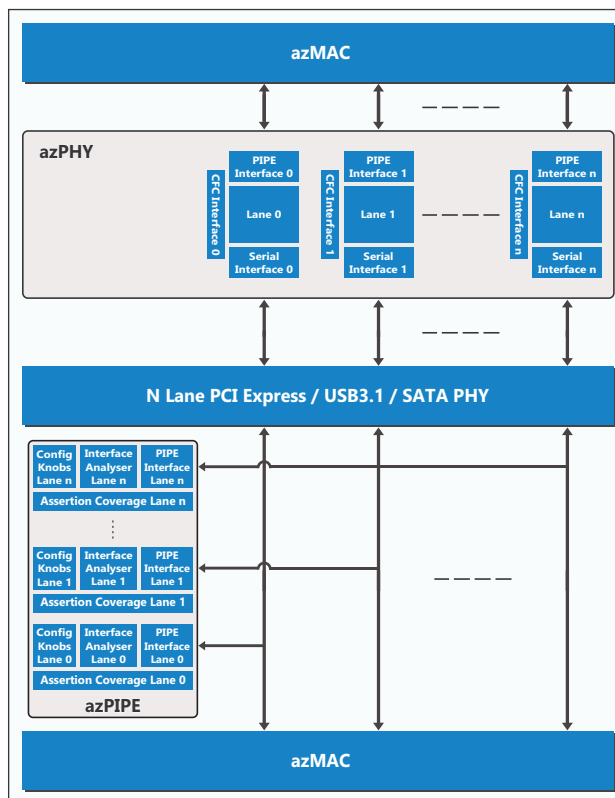 azMAC
azPHY
PIPE
Interface 0
CFC Interface 0
Lane 0
Serial
Interface 0
PIPE
Interface 1
CFC Interface 1
Lane 1
Serial
Interface 1
PIPE
Interface n
CFC Interface n
Lane n
Serial
Interface n
N Lane PCI Express / USB3.1 / SATA PHY
Config
Knobs
Lane n
Interface
Analyser
Lane n
PIPE
Interface
Lane n
Assertion Coverage Lane n
Config
Knobs
Lane 1
Interface
Analyser
Lane 1
PIPE
Interface
Lane 1
Assertion Coverage Lane 1
Config
Knobs
Lane 0
Interface
Analyser
Lane 0
PIPE
Interface
Lane 0
Assertion Coverage Lane 0
azPIPE
azMAC